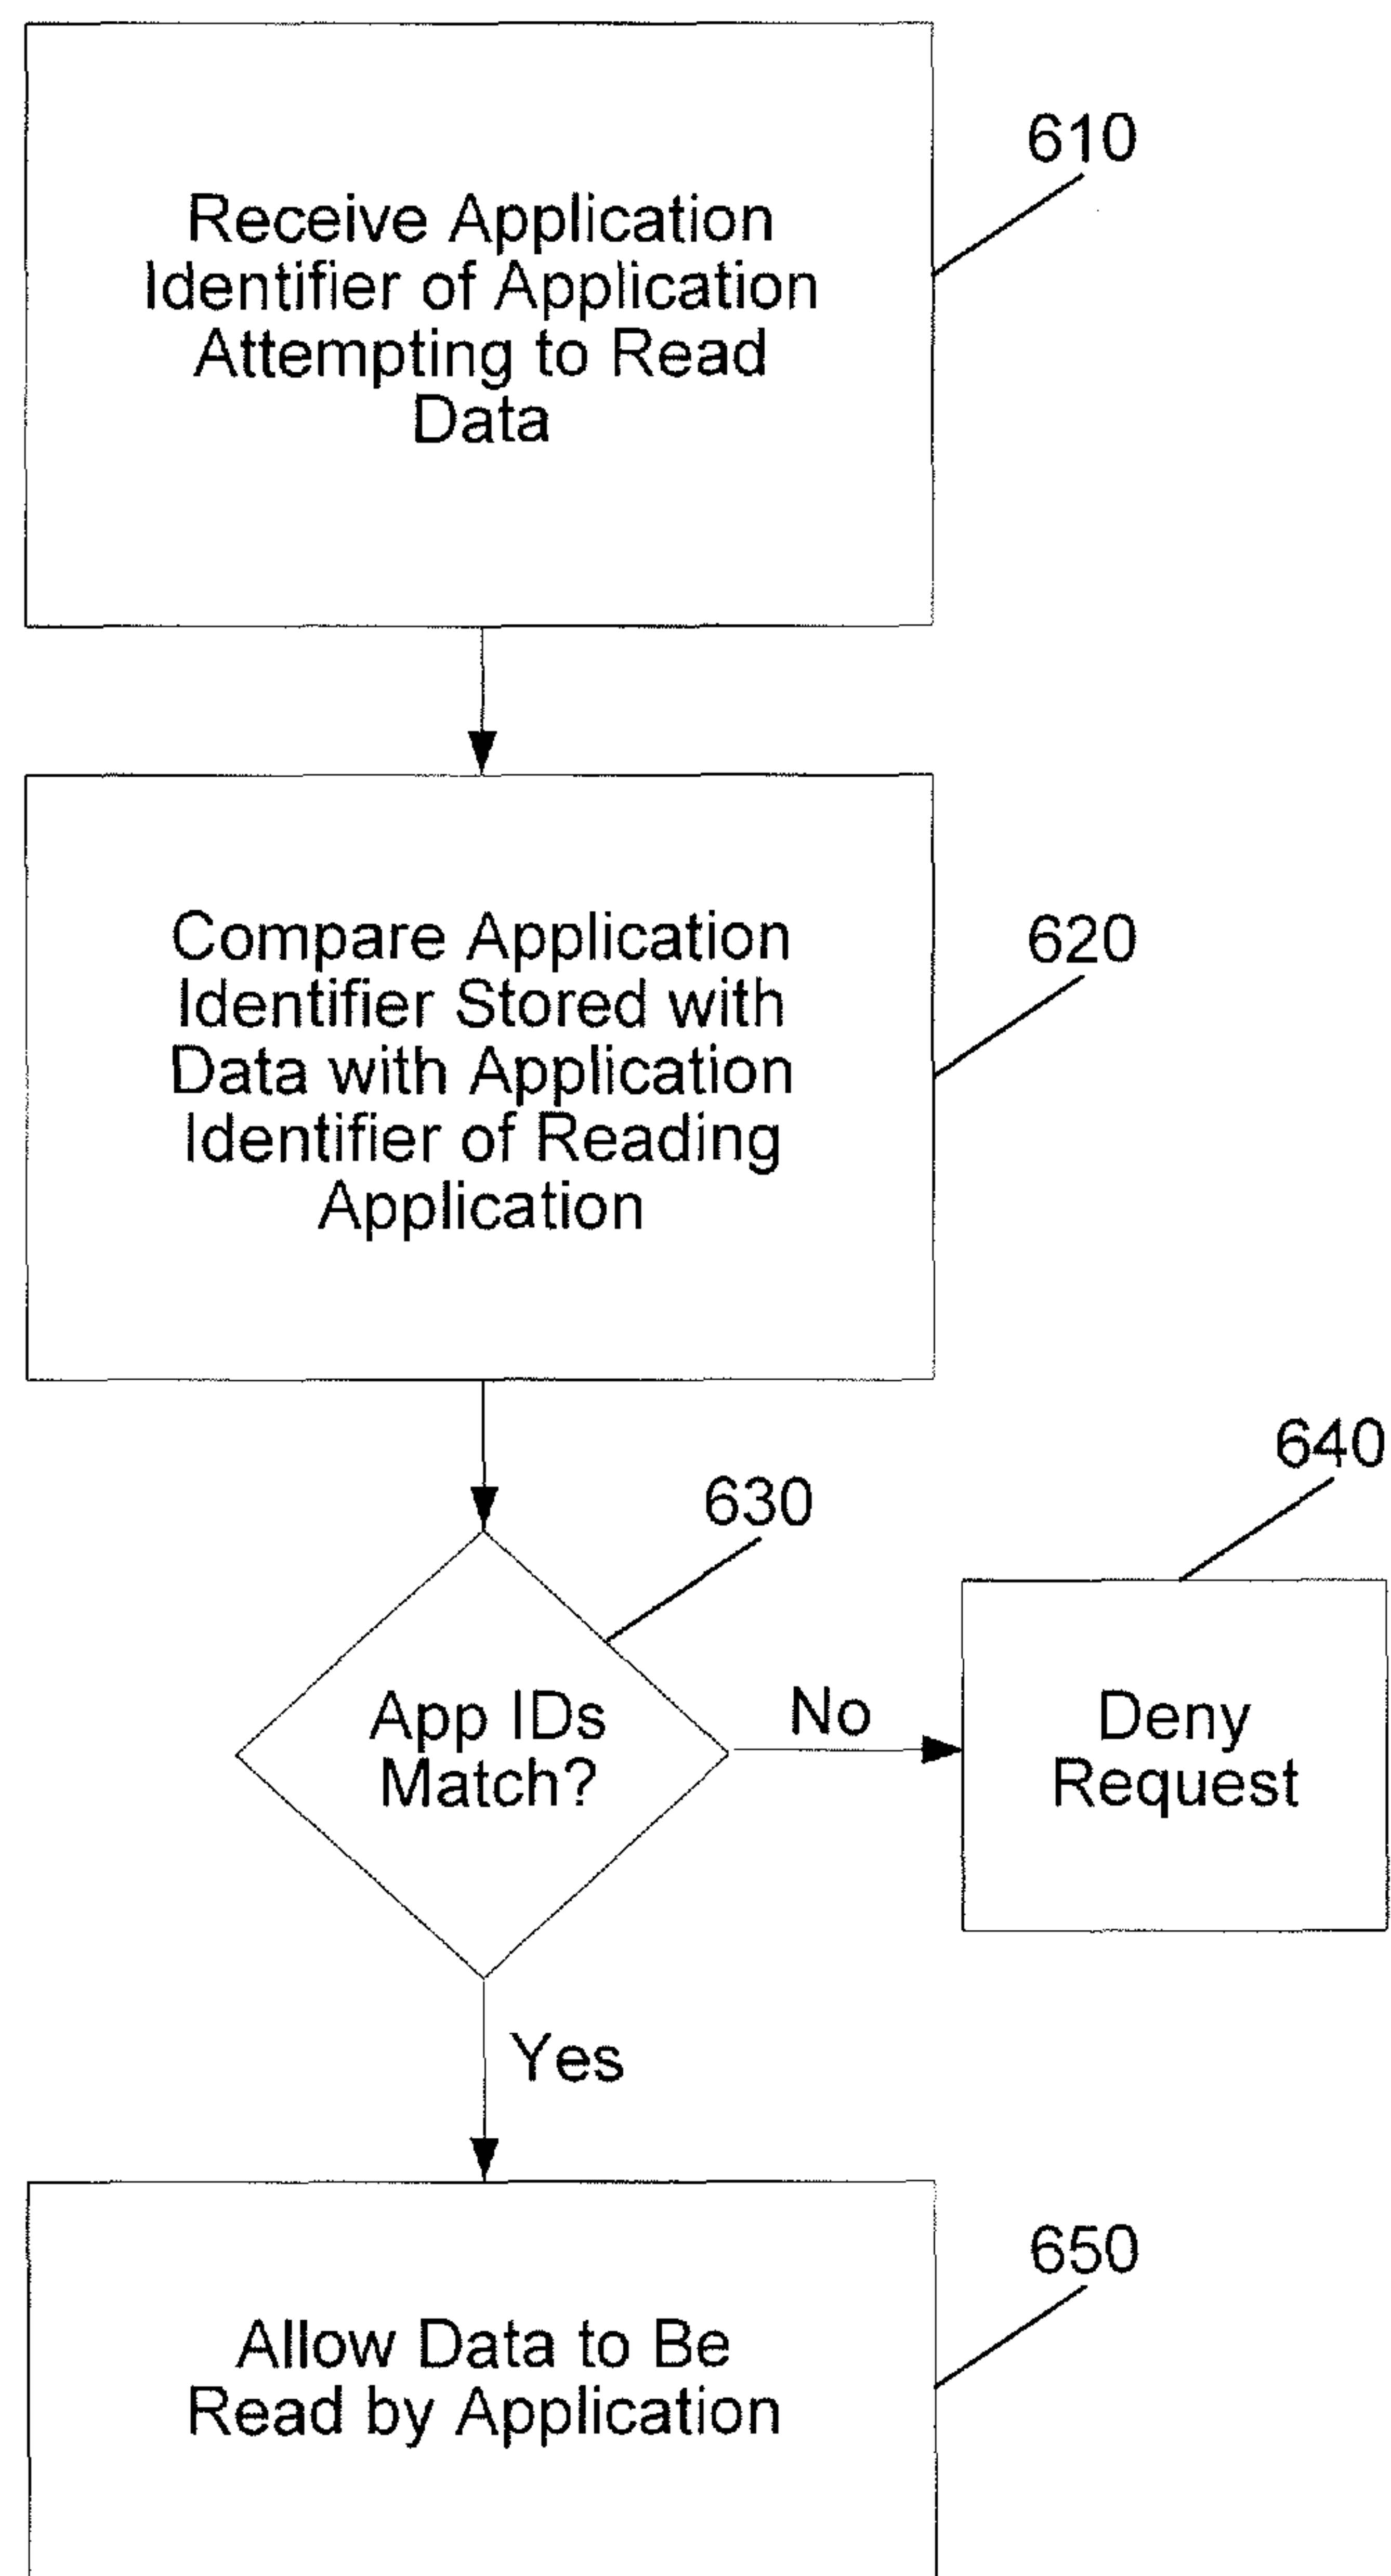 610
Receive Application
Identifier of Application
Attempting to Read
Data
620
Compare Application
Identifier Stored with
Data with Application
Identifier of Reading
Application
630
App IDs
Match?
No
640
Deny
Request
Yes
650
Allow Data to Be
Read by Application